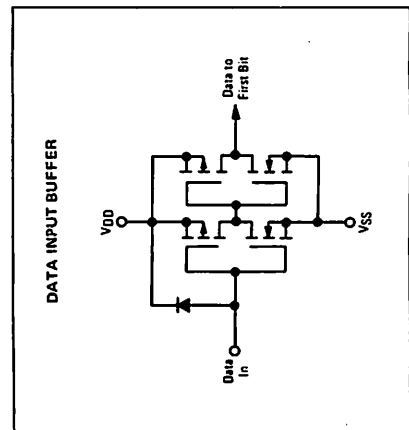 DATA INPUT BUFFER
VDD
Data
In
Data to
First Bit
VSS